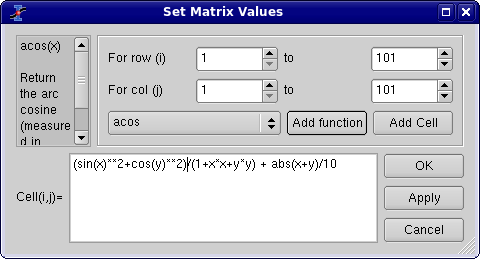 Set Matrix Values
acos(x)
Return
the arc
cosine
(measure
d in
For row (i) 1 to 101
For col (j) 1 to 101
acos Add function Add Cell
Cell(i,j)= (sin(x)**2+cos(y)**2)/(1+x*x+y*y) + abs(x+y)/10
OK
Apply
Cancel